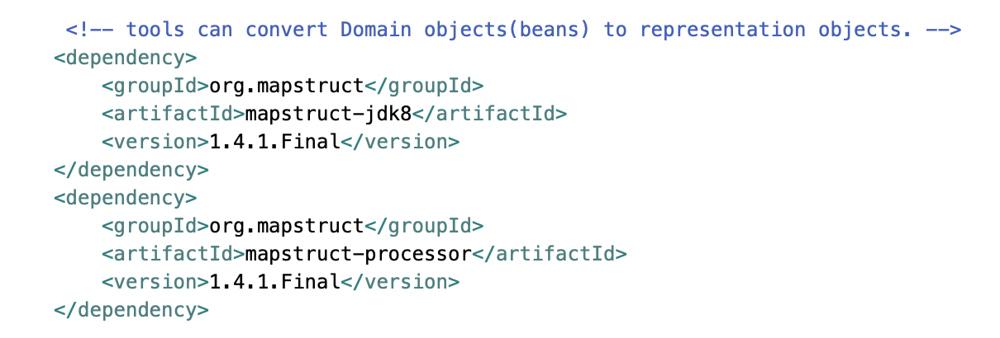 <!-- tools can convert Domain objects(beans) to representation objects. -->
<dependency>
<groupId>org.mapstruct</groupId>
<artifactId>mapstruct-jdk8</artifactId>
<version>1.4.1.Final</version>
</dependency>
<dependency>
<groupId>org.mapstruct</groupId>
<artifactId>mapstruct-processor</artifactId>
<version>1.4.1.Final</version>
</dependency>